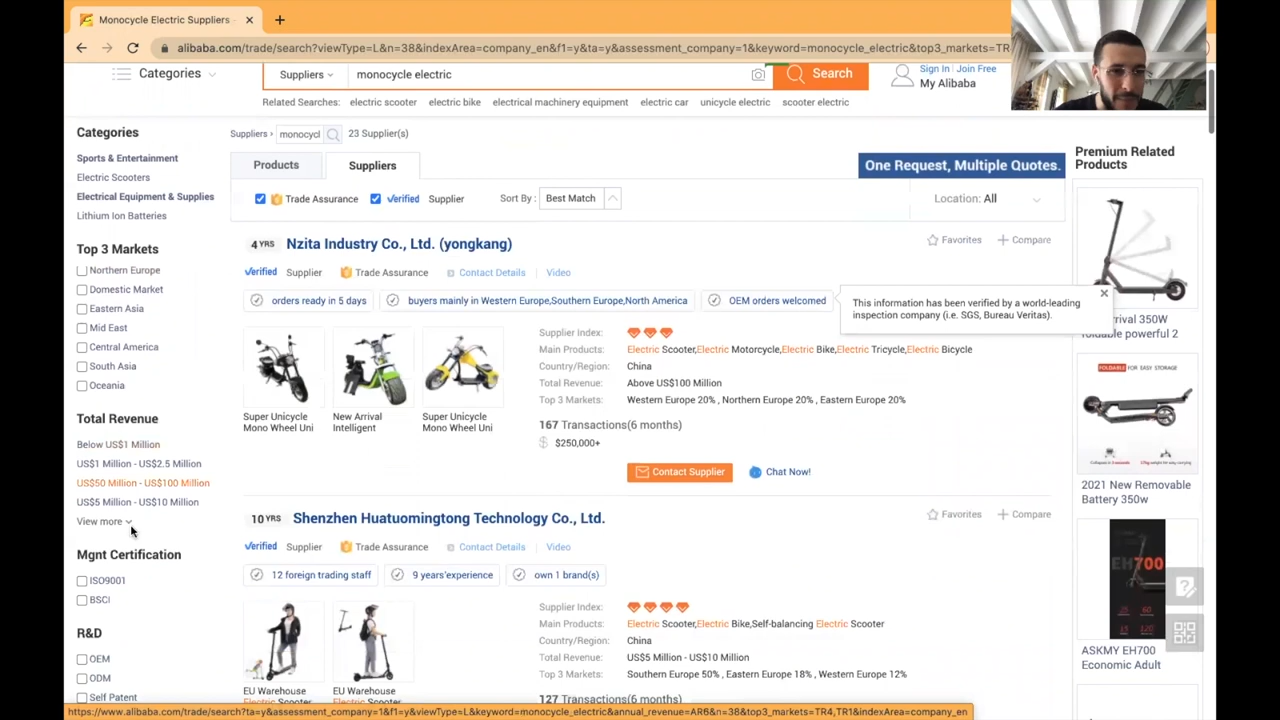 Monocycle Electric Suppliers
alibaba.com/trade/search?viewType=L&n=38&indexArea=company_en&f1=y&ta=y&assessment_company=1&keyword=monocycle_electric&top3_markets=TR
Categories
Suppliers
monocycle electric
Search
Sign In | Join Free
My Alibaba
Related Searches: electric scooter electric bike electrical machinery equipment electric car unicycle electric scooter electric
Categories
Sports & Entertainment
Electric Scooters
Electrical Equipment & Supplies
Lithium Ion Batteries
Top 3 Markets
Northern Europe
Domestic Market
Eastern Asia
Mid East
Central America
South Asia
Oceania
Total Revenue
Below US$1 Million
US$1 Million - US$2.5 Million
US$50 Million - US$100 Million
US$5 Million - US$10 Million
View more
Mgnt Certification
ISO9001
BSCI
R&D
OEM
ODM
Self Patent
Suppliers > monocycl 23 Supplier(s)
Products Suppliers
One Request, Multiple Quotes.
Trade Assurance Verified Supplier Sort By : Best Match Location: All
4 YRS Nzita Industry Co., Ltd. (yongkang)
Favorites Compare
Verified Supplier Trade Assurance Contact Details Video
orders ready in 5 days buyers mainly in Western Europe,Southern Europe,North America OEM orders welcomed
This information has been verified by a world-leading
inspection company (i.e. SGS, Bureau Veritas).
Super Unicycle
Mono Wheel Uni
New Arrival
Intelligent
Super Unicycle
Mono Wheel Uni
Supplier Index:
Main Products: Electric Scooter,Electric Motorcycle,Electric Bike,Electric Tricycle,Electric Bicycle
Country/Region: China
Total Revenue: Above US$100 Million
Top 3 Markets: Western Europe 20% , Northern Europe 20% , Eastern Europe 20%
167 Transactions(6 months)
$250,000+
Contact Supplier Chat Now!
10 YRS Shenzhen Huatuomingtong Technology Co., Ltd.
Favorites Compare
Verified Supplier Trade Assurance Contact Details Video
12 foreign trading staff 9 years'experience own 1 brand(s)
EU Warehouse
Electric Scooter
EU Warehouse
Electric Scooter
Supplier Index:
Main Products: Electric Scooter,Electric Bike,Self-balancing Electric Scooter
Country/Region: China
Total Revenue: US$5 Million - US$10 Million
Top 3 Markets: Southern Europe 50% , Eastern Europe 18% , Western Europe 12%
127 Transactions(6 months)
Premium Related
Products
rrival 350W
foldable powerful 2
FOLDABLE FOR EASY STORAGE
2021 New Removable
Battery 350w
EH700
ASKMY EH700
Economic Adult
https://www.alibaba.com/trade/search?ta=y&assessment_company=1&f1=y&viewType=L&keyword=monocycle_electric&annual_revenue=AR6&n=38&top3_markets=TR4,TR1&indexArea=company_en